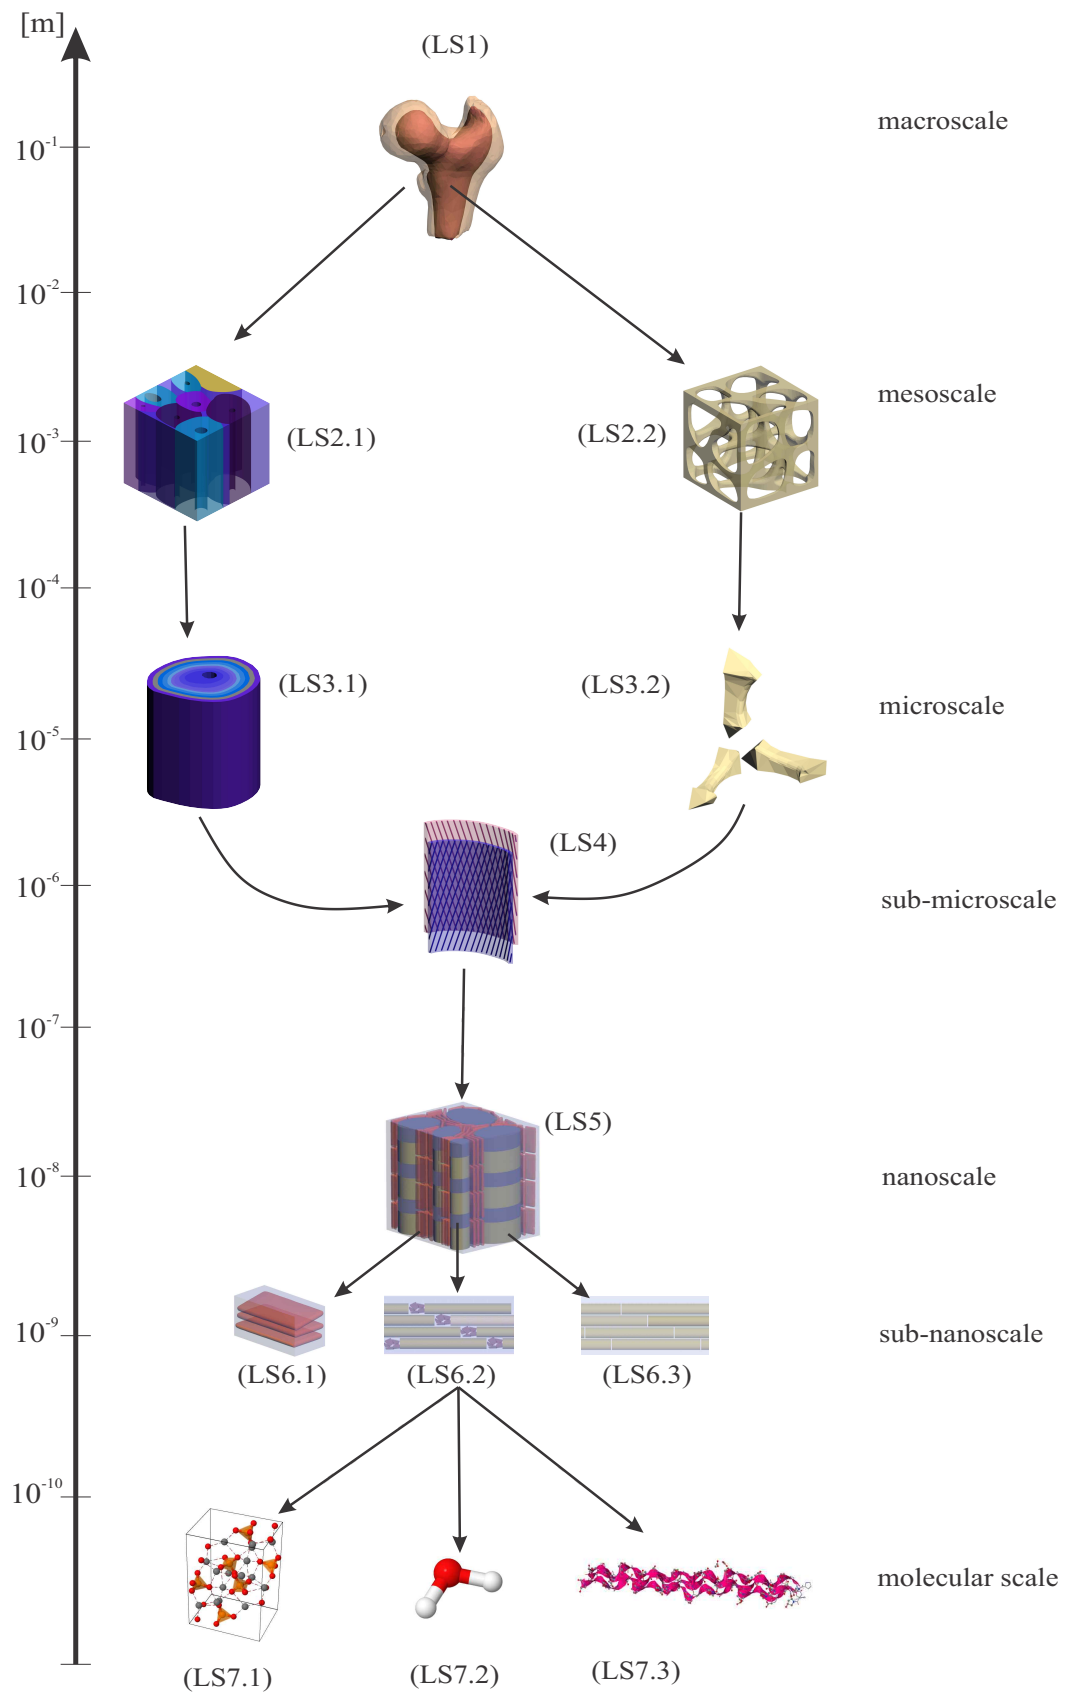 [m]
(LS1)
macroscale
10⁻¹
10⁻²
mesoscale
(LS2.1)
(LS2.2)
10⁻³
10⁻⁴
(LS3.1)
(LS3.2)
microscale
10⁻⁵
(LS4)
10⁻⁶
sub-microscale
10⁻⁷
(LS5)
10⁻⁸
nanoscale
10⁻⁹
sub-nanoscale
(LS6.1)
(LS6.2)
(LS6.3)
10⁻¹⁰
molecular scale
(LS7.1)
(LS7.2)
(LS7.3)